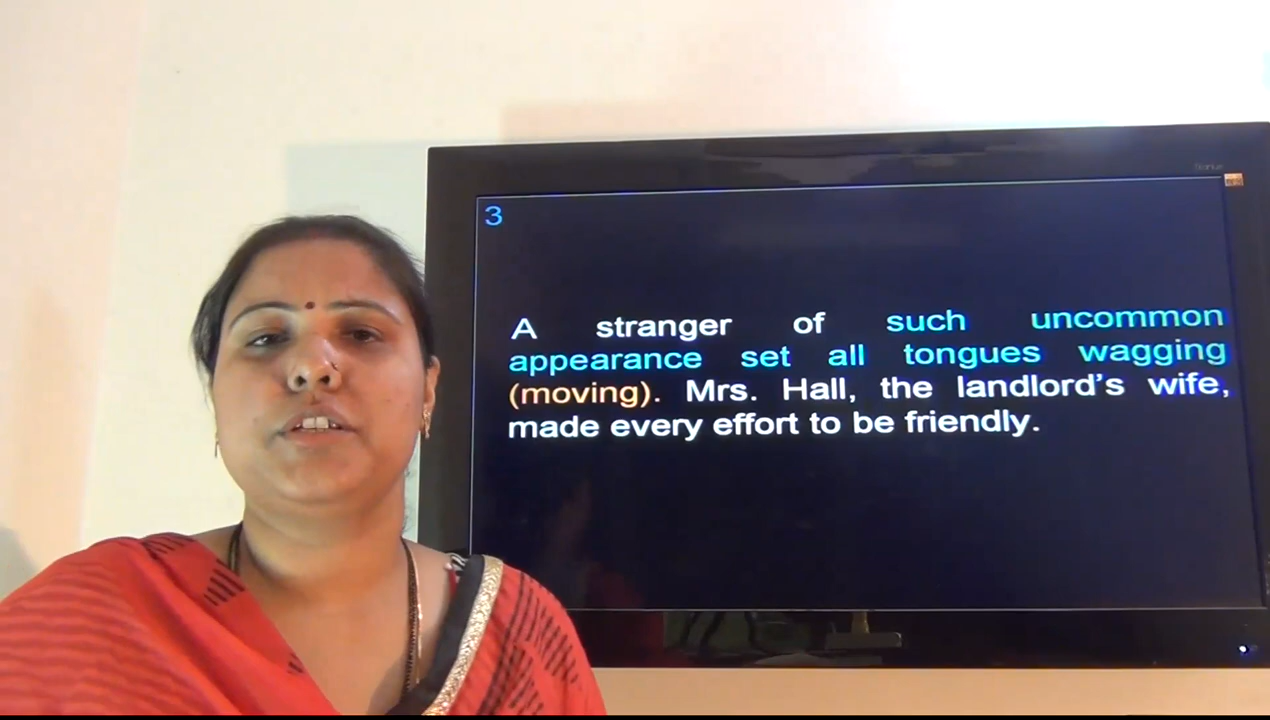 3
A stranger of such uncommon
appearance set all tongues wagging
(moving). Mrs. Hall, the landlord's wife,
made every effort to be friendly.